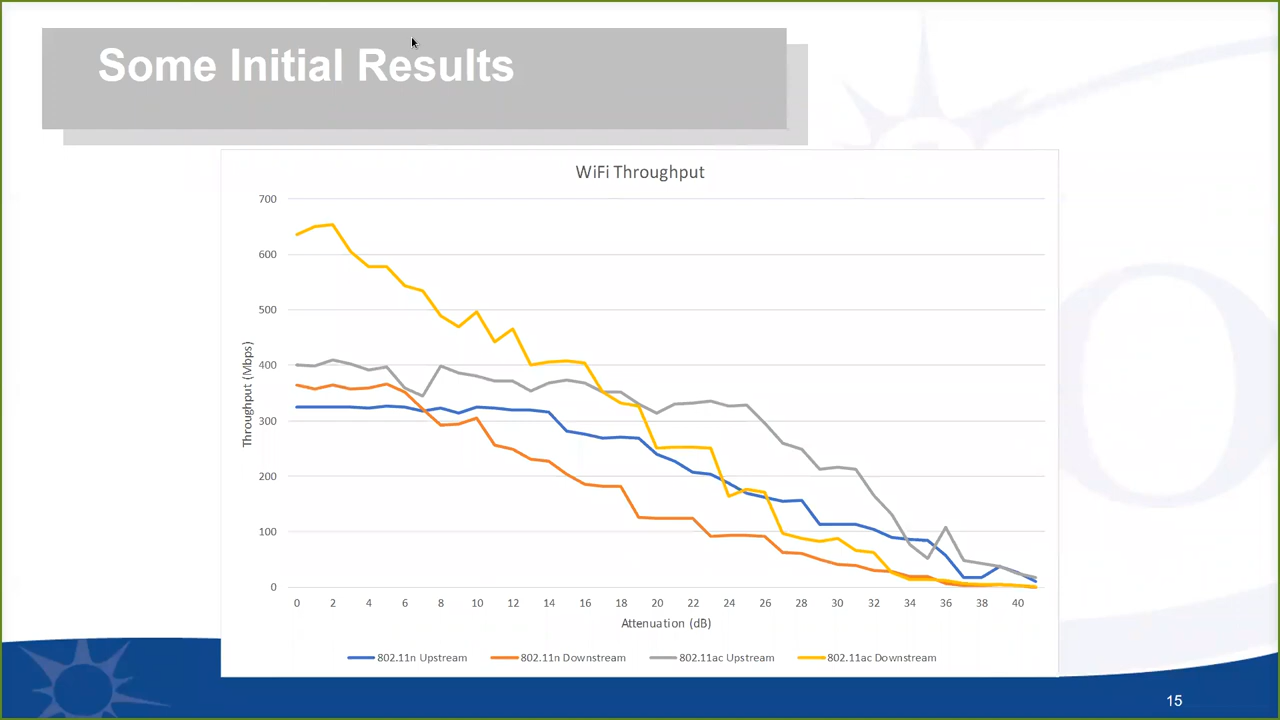 Some Initial Results
WiFi Throughput
700
600
500
400
300
200
100
0
Throughput (Mbps)
0 2 4 6 8 10 12 14 16 18 20 22 24 26 28 30 32 34 36 38 40
Attenuation (dB)
802.11n Upstream 802.11n Downstream 802.11ac Upstream 802.11ac Downstream
15